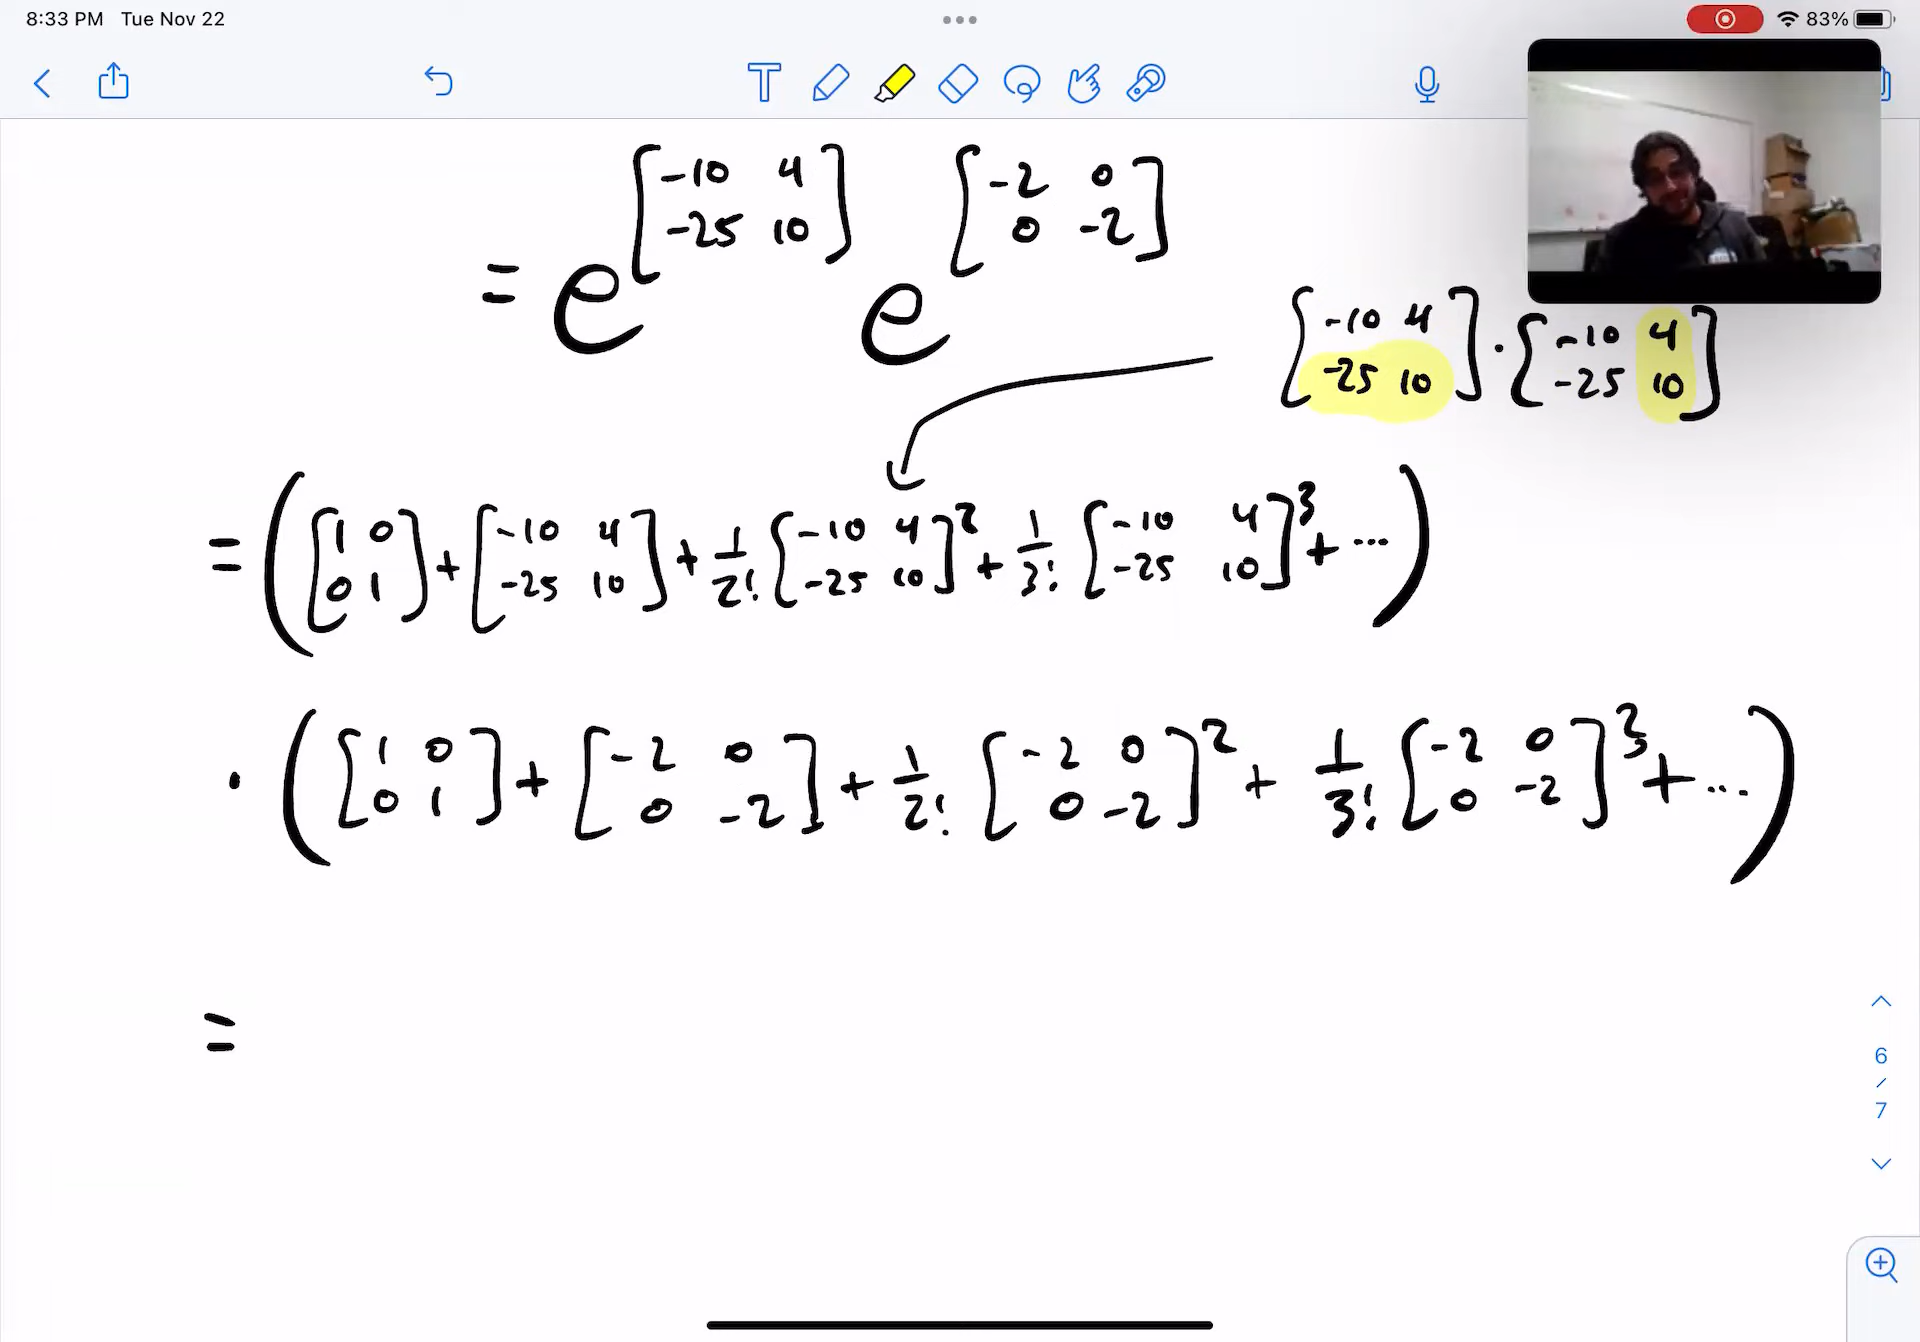 8:33 PM Tue Nov 22
83%
T
= e^[-10 4; -25 10] e^[-2 0; 0 -2]
[-10 4; -25 10] · [-10 4; -25 10]
= ([1 0; 0 1] + [-10 4; -25 10] + 1/2! [-10 4; -25 10]^2 + 1/3! [-10 4; -25 10]^3 + ...)
· ([1 0; 0 1] + [-2 0; 0 -2] + 1/2! [-2 0; 0 -2]^2 + 1/3! [-2 0; 0 -2]^3 + ...)
=
6
/
7